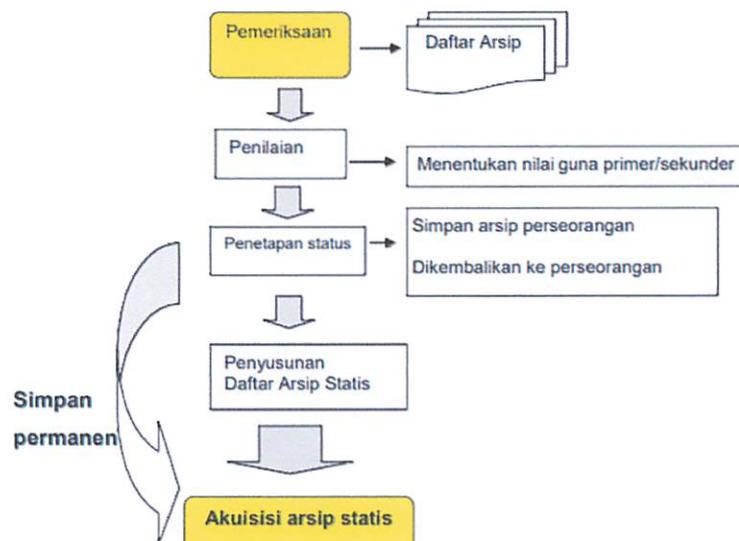 Pemeriksaan
Daftar Arsip
Penilaian
Menentukan nilai guna primer/sekunder
Penetapan status
Simpan arsip perseorangan
Dikembalikan ke perseorangan
Penyusunan
Daftar Arsip Statis
Simpan
permanen
Akuisisi arsip statis